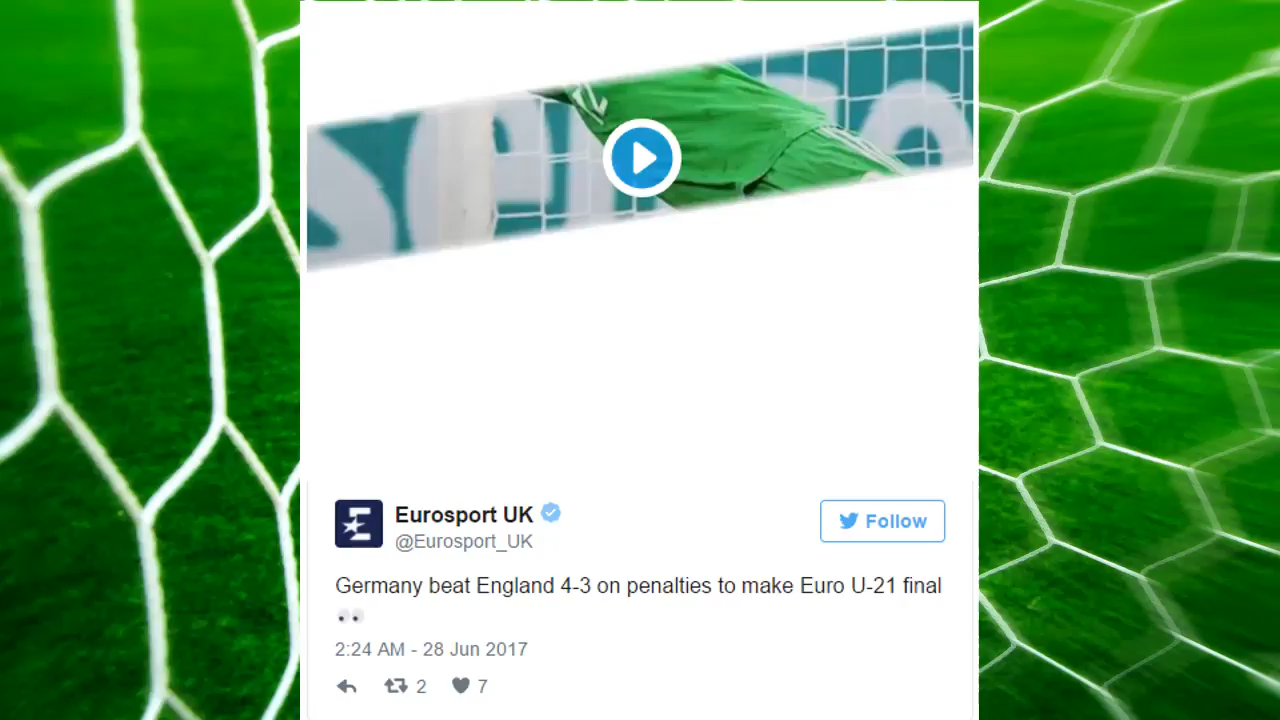 Eurosport UK
@Eurosport_UK
Follow
Germany beat England 4-3 on penalties to make Euro U-21 final
👀
2:24 AM - 28 Jun 2017
2 7